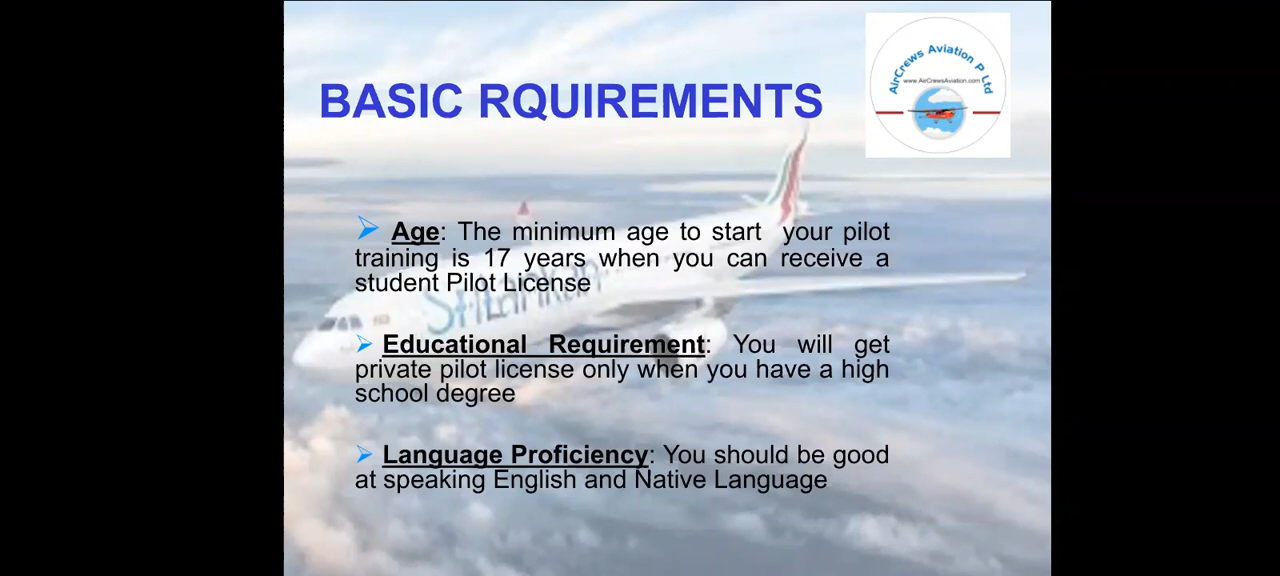 BASIC RQUIREMENTS
AirCrews Aviation P Ltd
www.AirCrewsAviation.com
➢ Age: The minimum age to start your pilot
training is 17 years when you can receive a
student Pilot License
SriLankan
➢ Educational Requirement: You will get
private pilot license only when you have a high
school degree
➢ Language Proficiency: You should be good
at speaking English and Native Language